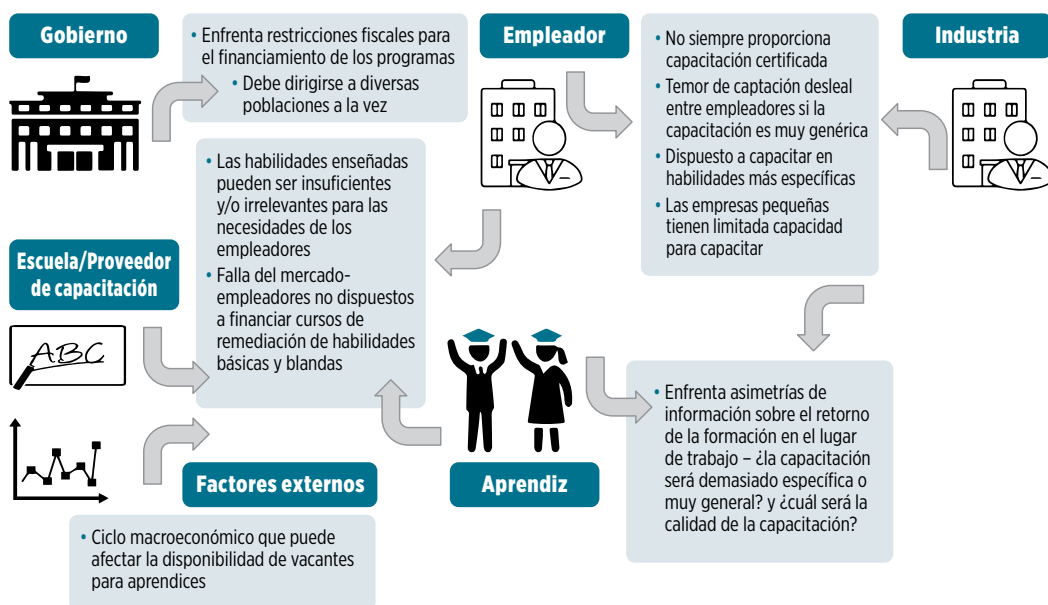 Gobierno
• Enfrenta restricciones fiscales para
el financiamiento de los programas
• Debe dirigirse a diversas
poblaciones a la vez
Empleador
• No siempre proporciona
capacitación certificada
• Temor de captación desleal
entre empleadores si la
capacitación es muy genérica
• Dispuesto a capacitar en
habilidades más específicas
• Las empresas pequeñas
tienen limitada capacidad
para capacitar
Industria
• Las habilidades enseñadas
pueden ser insuficientes
y/o irrelevantes para las
necesidades de los
empleadores
• Falla del mercado-
empleadores no dispuestos
a financiar cursos de
remediación de habilidades
básicas y blandas
Escuela/Proveedor
de capacitación
ABC
• Enfrenta asimetrías de
información sobre el retorno
de la formación en el lugar
de trabajo – ¿la capacitación
será demasiado específica o
muy general? y ¿cuál será la
calidad de la capacitación?
Factores externos
Aprendiz
• Ciclo macroeconómico que puede
afectar la disponibilidad de vacantes
para aprendices